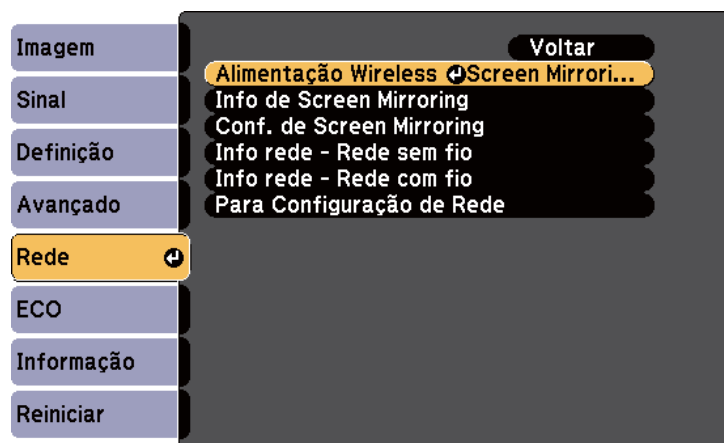 Imagem
Sinal
Definição
Avançado
Rede
ECO
Informação
Reiniciar
Voltar
Alimentação Wireless Screen Mirrori...
Info de Screen Mirroring
Conf. de Screen Mirroring
Info rede - Rede sem fio
Info rede - Rede com fio
Para Configuração de Rede